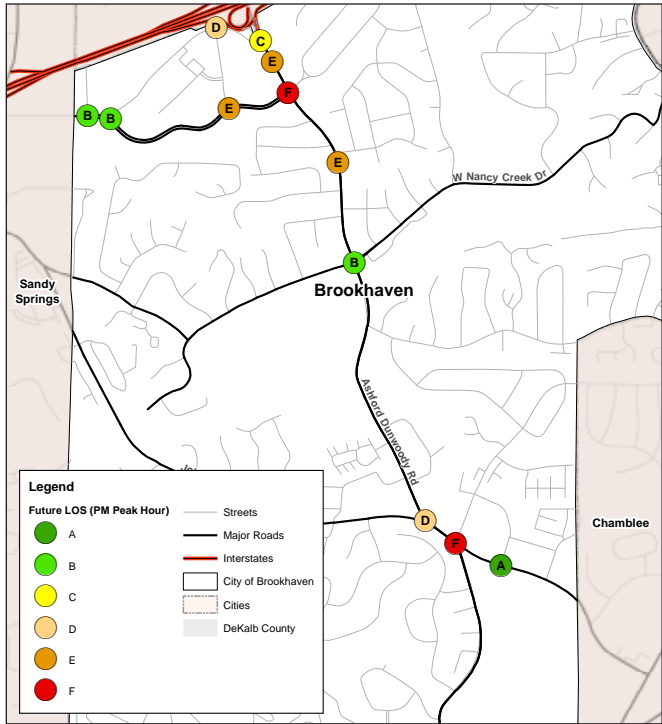 D
C
E
F
E
B
B
E
W Nancy Creek Dr
B
Brookhaven
Sandy
Springs
Ashford Dunwoody Rd
D
F
A
Chamblee
Legend
Future LOS (PM Peak Hour)
A
B
C
D
E
F
Streets
Major Roads
Interstates
City of Brookhaven
Cities
DeKalb County